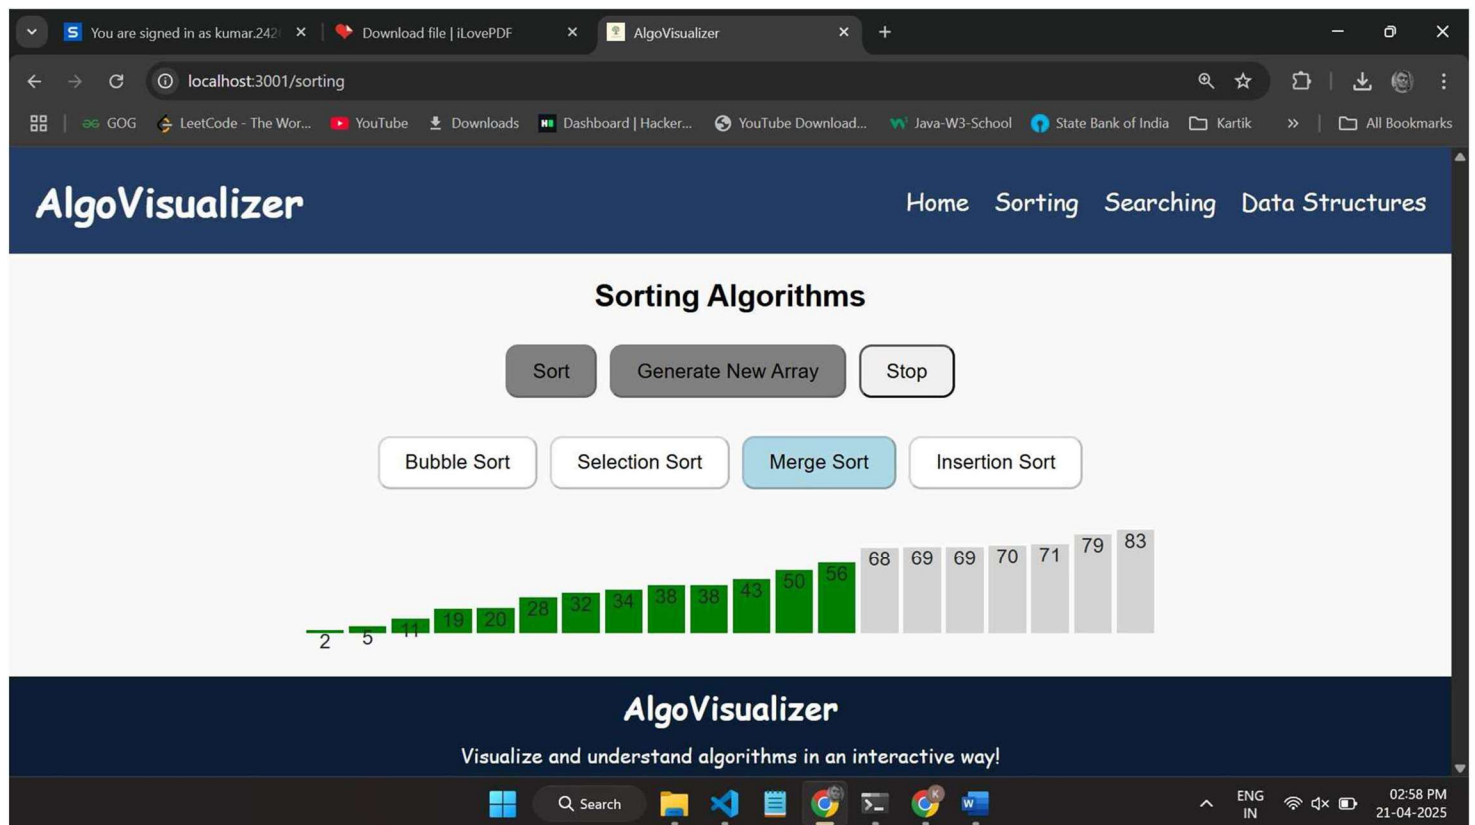 You are signed in as kumar.242
Download file | iLovePDF
AlgoVisualizer
localhost:3001/sorting
GOG
LeetCode - The Wor...
YouTube
Downloads
Dashboard | Hacker...
YouTube Download...
Java-W3-School
State Bank of India
Kartik
»
All Bookmarks
AlgoVisualizer
Home Sorting Searching Data Structures
Sorting Algorithms
Sort Generate New Array Stop
Bubble Sort Selection Sort Merge Sort Insertion Sort
2 5 11 19 20 28 32 34 38 38 43 50 56 68 69 69 70 71 79 83
AlgoVisualizer
Visualize and understand algorithms in an interactive way!
Search
ENG
IN
02:58 PM
21-04-2025